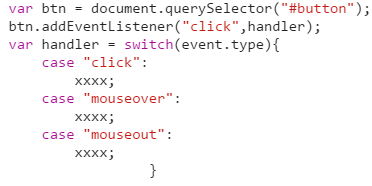 var btn = document.querySelector("#button");
btn.addEventListener("click",handler);
var handler = switch(event.type){
    case "click":
        xxxx;
    case "mouseover":
        xxxx;
    case "mouseout":
        xxxx;
                }